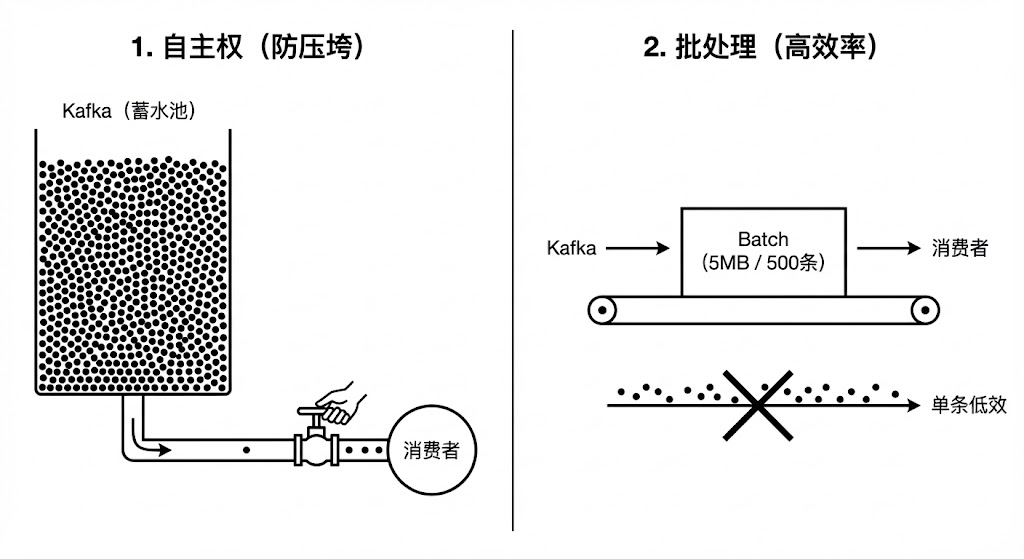 1. 自主权（防压垮）
Kafka（蓄水池）
消费者
2. 批处理（高效率）
Kafka
Batch
（5MB / 500条）
消费者
单条低效